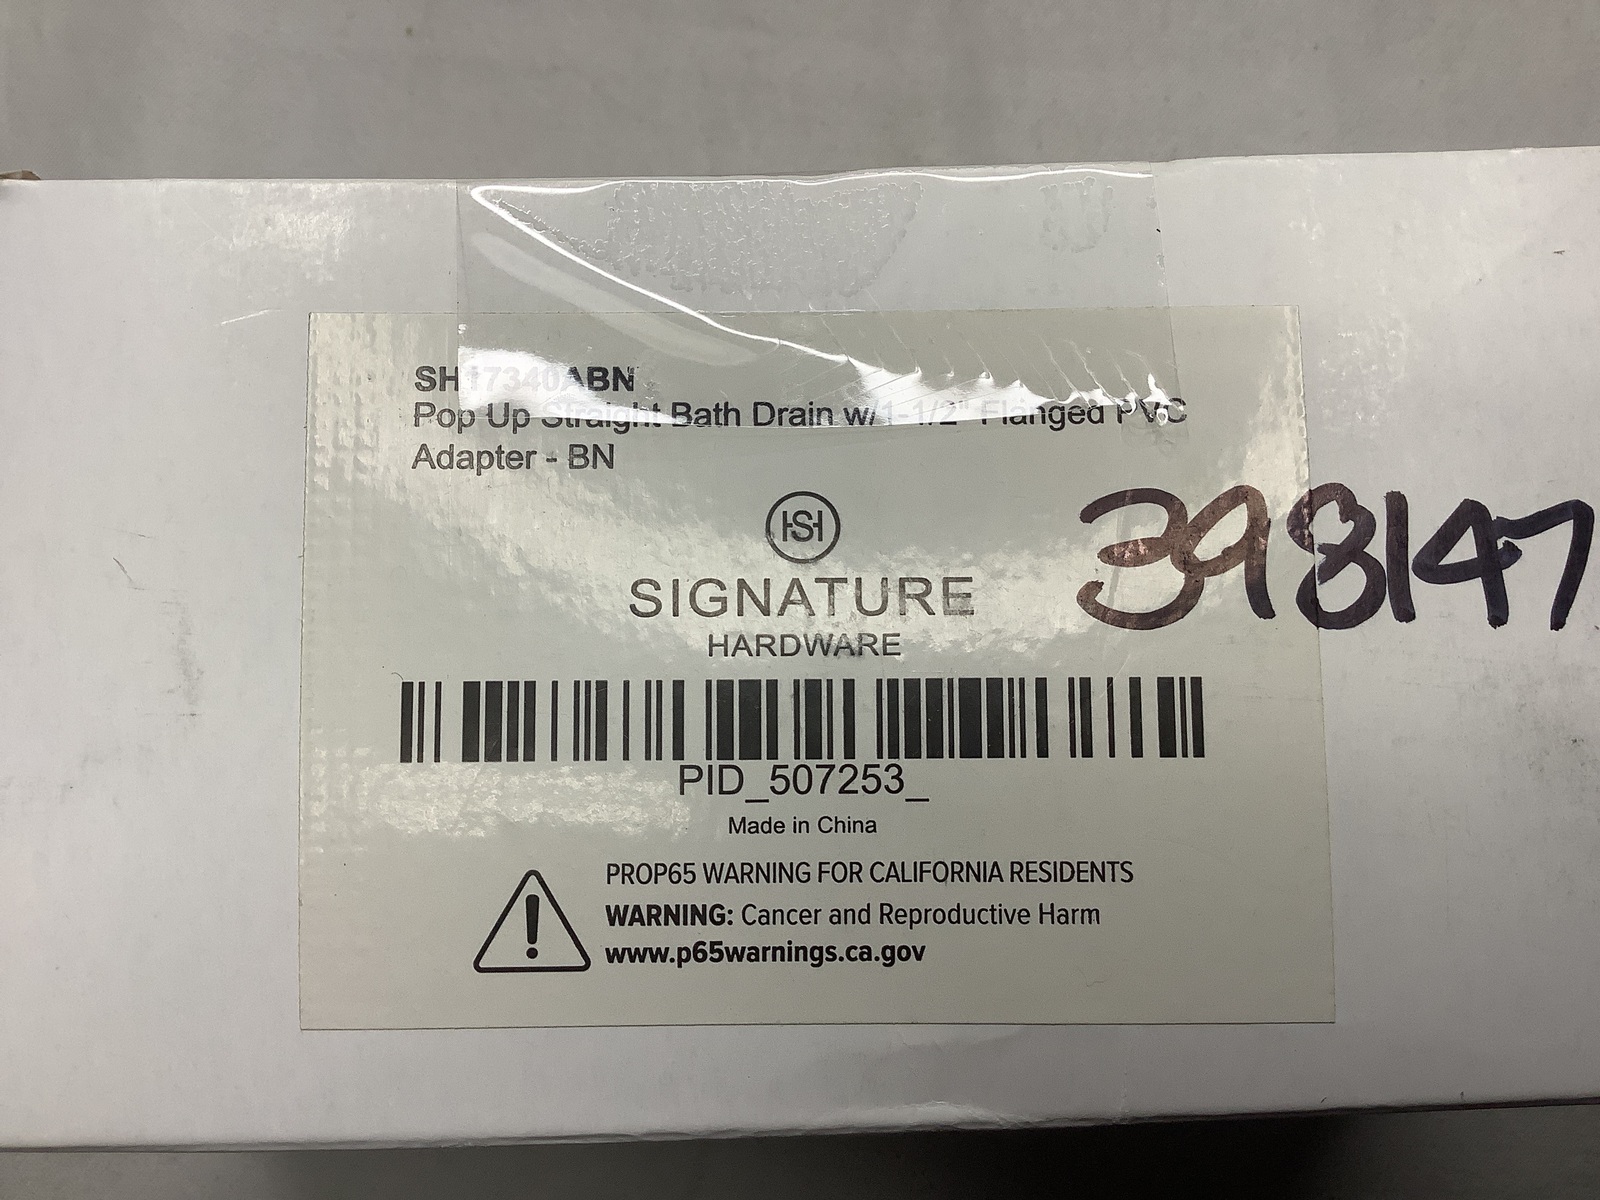 SH17340ABN
Pop Up Straight Bath Drain w/1-1/2" Flanged PVC
Adapter - BN
HSH
SIGNATURE
HARDWARE
398147
PID_507253_
Made in China
PROP65 WARNING FOR CALIFORNIA RESIDENTS
WARNING: Cancer and Reproductive Harm
www.p65warnings.ca.gov